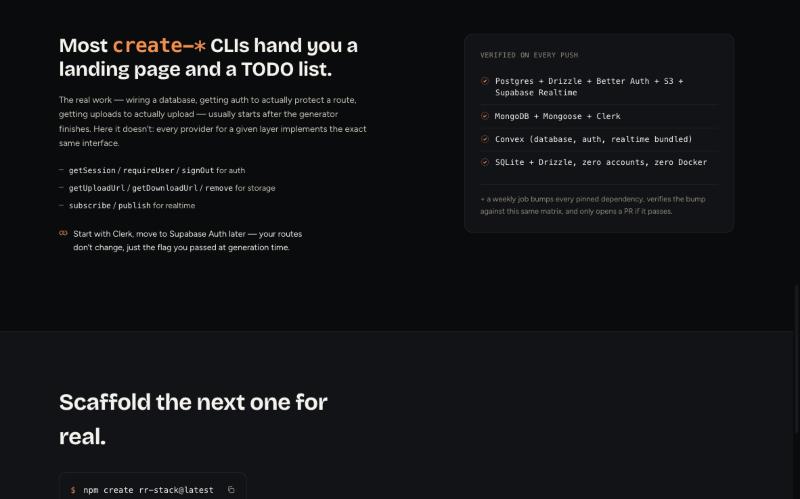 Most create-* CLIs hand you a
landing page and a TODO list.
The real work — wiring a database, getting auth to actually protect a route,
getting uploads to actually upload — usually starts after the generator
finishes. Here it doesn't: every provider for a given layer implements the exact
same interface.
— getSession / requireUser / signOut for auth
— getUploadUrl / getDownloadUrl / remove for storage
— subscribe / publish for realtime
Start with Clerk, move to Supabase Auth later — your routes
don't change, just the flag you passed at generation time.
VERIFIED ON EVERY PUSH
Postgres + Drizzle + Better Auth + S3 +
Supabase Realtime
MongoDB + Mongoose + Clerk
Convex (database, auth, realtime bundled)
SQLite + Drizzle, zero accounts, zero Docker
+ a weekly job bumps every pinned dependency, verifies the bump
against this same matrix, and only opens a PR if it passes.
Scaffold the next one for
real.
$ npm create rr-stack@latest